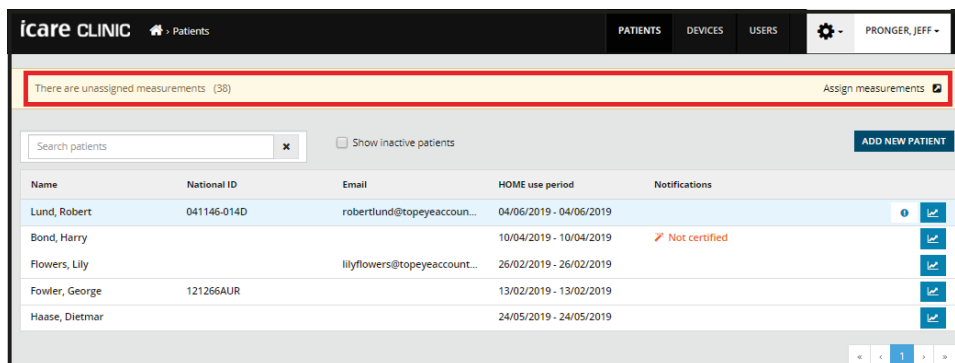 icare CLINIC › Patients PATIENTS DEVICES USERS PRONGER, JEFF
There are unassigned measurements (38) Assign measurements
Search patients × Show inactive patients ADD NEW PATIENT
Name National ID Email HOME use period Notifications
Lund, Robert 041146-014D robertlund@topeyeaccoun... 04/06/2019 - 04/06/2019
Bond, Harry 10/04/2019 - 10/04/2019 Not certified
Flowers, Lily lilyflowers@topeyeaccount... 26/02/2019 - 26/02/2019
Fowler, George 121266AUR 13/02/2019 - 13/02/2019
Haase, Dietmar 24/05/2019 - 24/05/2019
« ‹ 1 › »